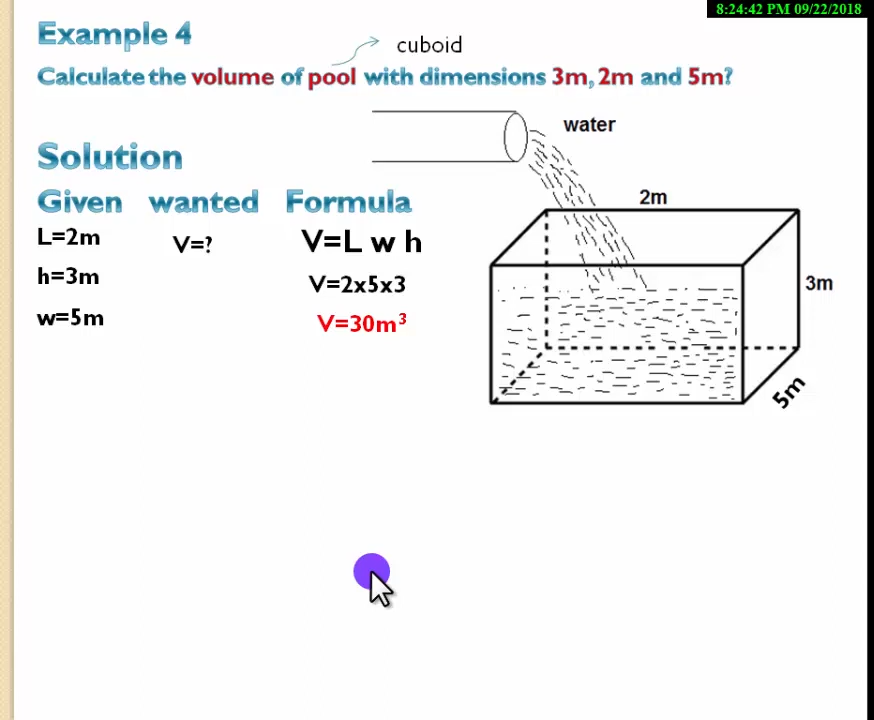 8:24:42 PM 09/22/2018
Example 4
cuboid
Calculate the volume of pool with dimensions 3m, 2m and 5m?
water
Solution
Given wanted Formula
2m
L=2m V=? V=L w h
h=3m V=2x5x3
3m
w=5m V=30m³
5m